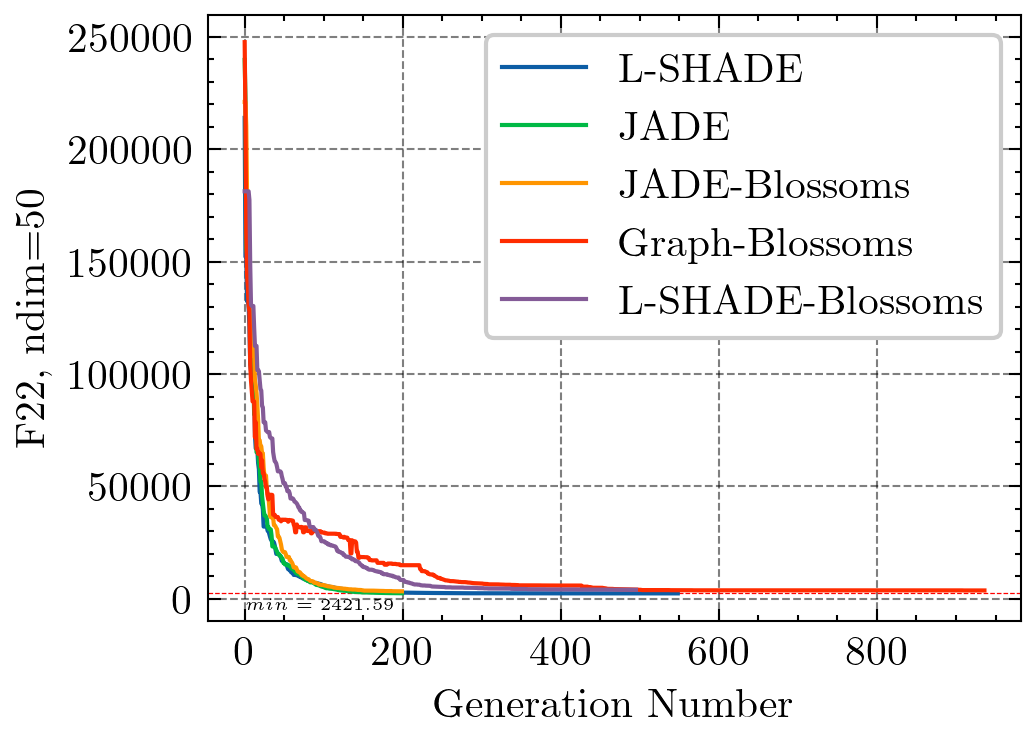 250000
200000
150000
100000
50000
0
F22, ndim=50
L-SHADE
JADE
JADE-Blossoms
Graph-Blossoms
L-SHADE-Blossoms
min = 2421.59
0 200 400 600 800
Generation Number